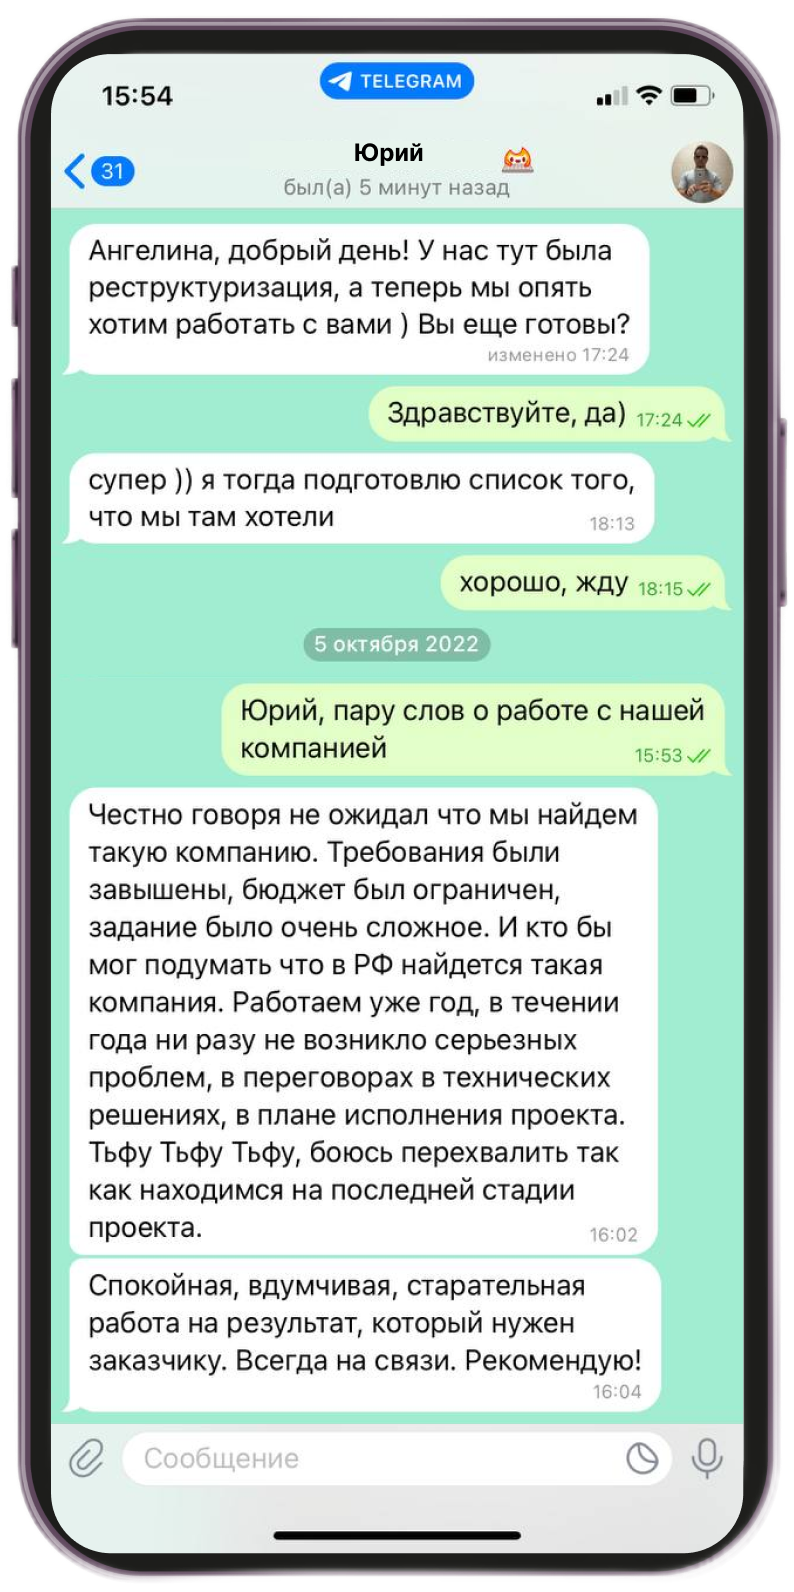 15:54
TELEGRAM
31
Юрий
был(а) 5 минут назад
Ангелина, добрый день! У нас тут была
реструктуризация, а теперь мы опять
хотим работать с вами ) Вы еще готовы?
изменено 17:24
Здравствуйте, да) 17:24
супер )) я тогда подготовлю список того,
что мы там хотели 18:13
хорошо, жду 18:15
5 октября 2022
Юрий, пару слов о работе с нашей
компанией 15:53
Честно говоря не ожидал что мы найдем
такую компанию. Требования были
завышены, бюджет был ограничен,
задание было очень сложное. И кто бы
мог подумать что в РФ найдется такая
компания. Работаем уже год, в течении
года ни разу не возникло серьезных
проблем, в переговорах в технических
решениях, в плане исполнения проекта.
Тьфу Тьфу Тьфу, боюсь перехвалить так
как находимся на последней стадии
проекта. 16:02
Спокойная, вдумчивая, старательная
работа на результат, который нужен
заказчику. Всегда на связи. Рекомендую!
16:04
Сообщение